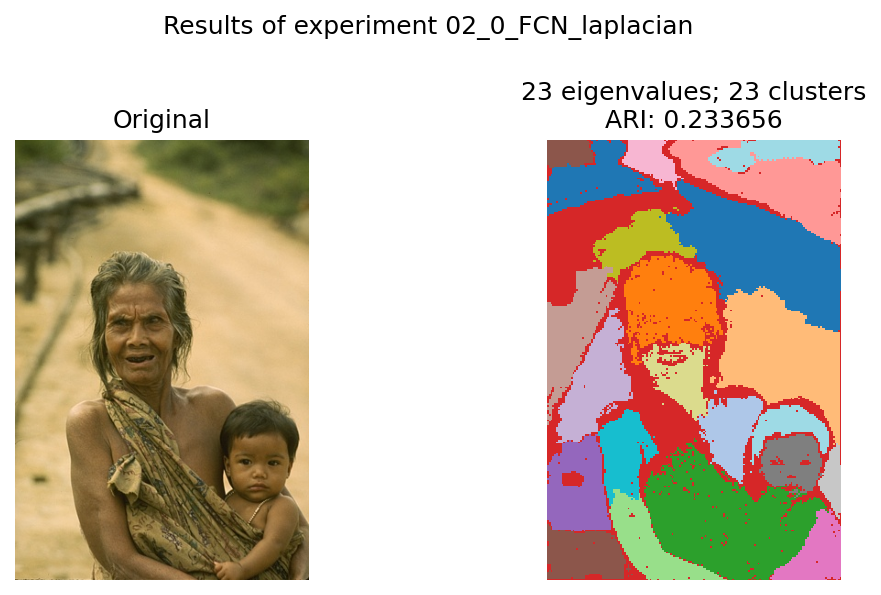 Results of experiment 02_0_FCN_laplacian
Original
23 eigenvalues; 23 clusters
ARI: 0.233656